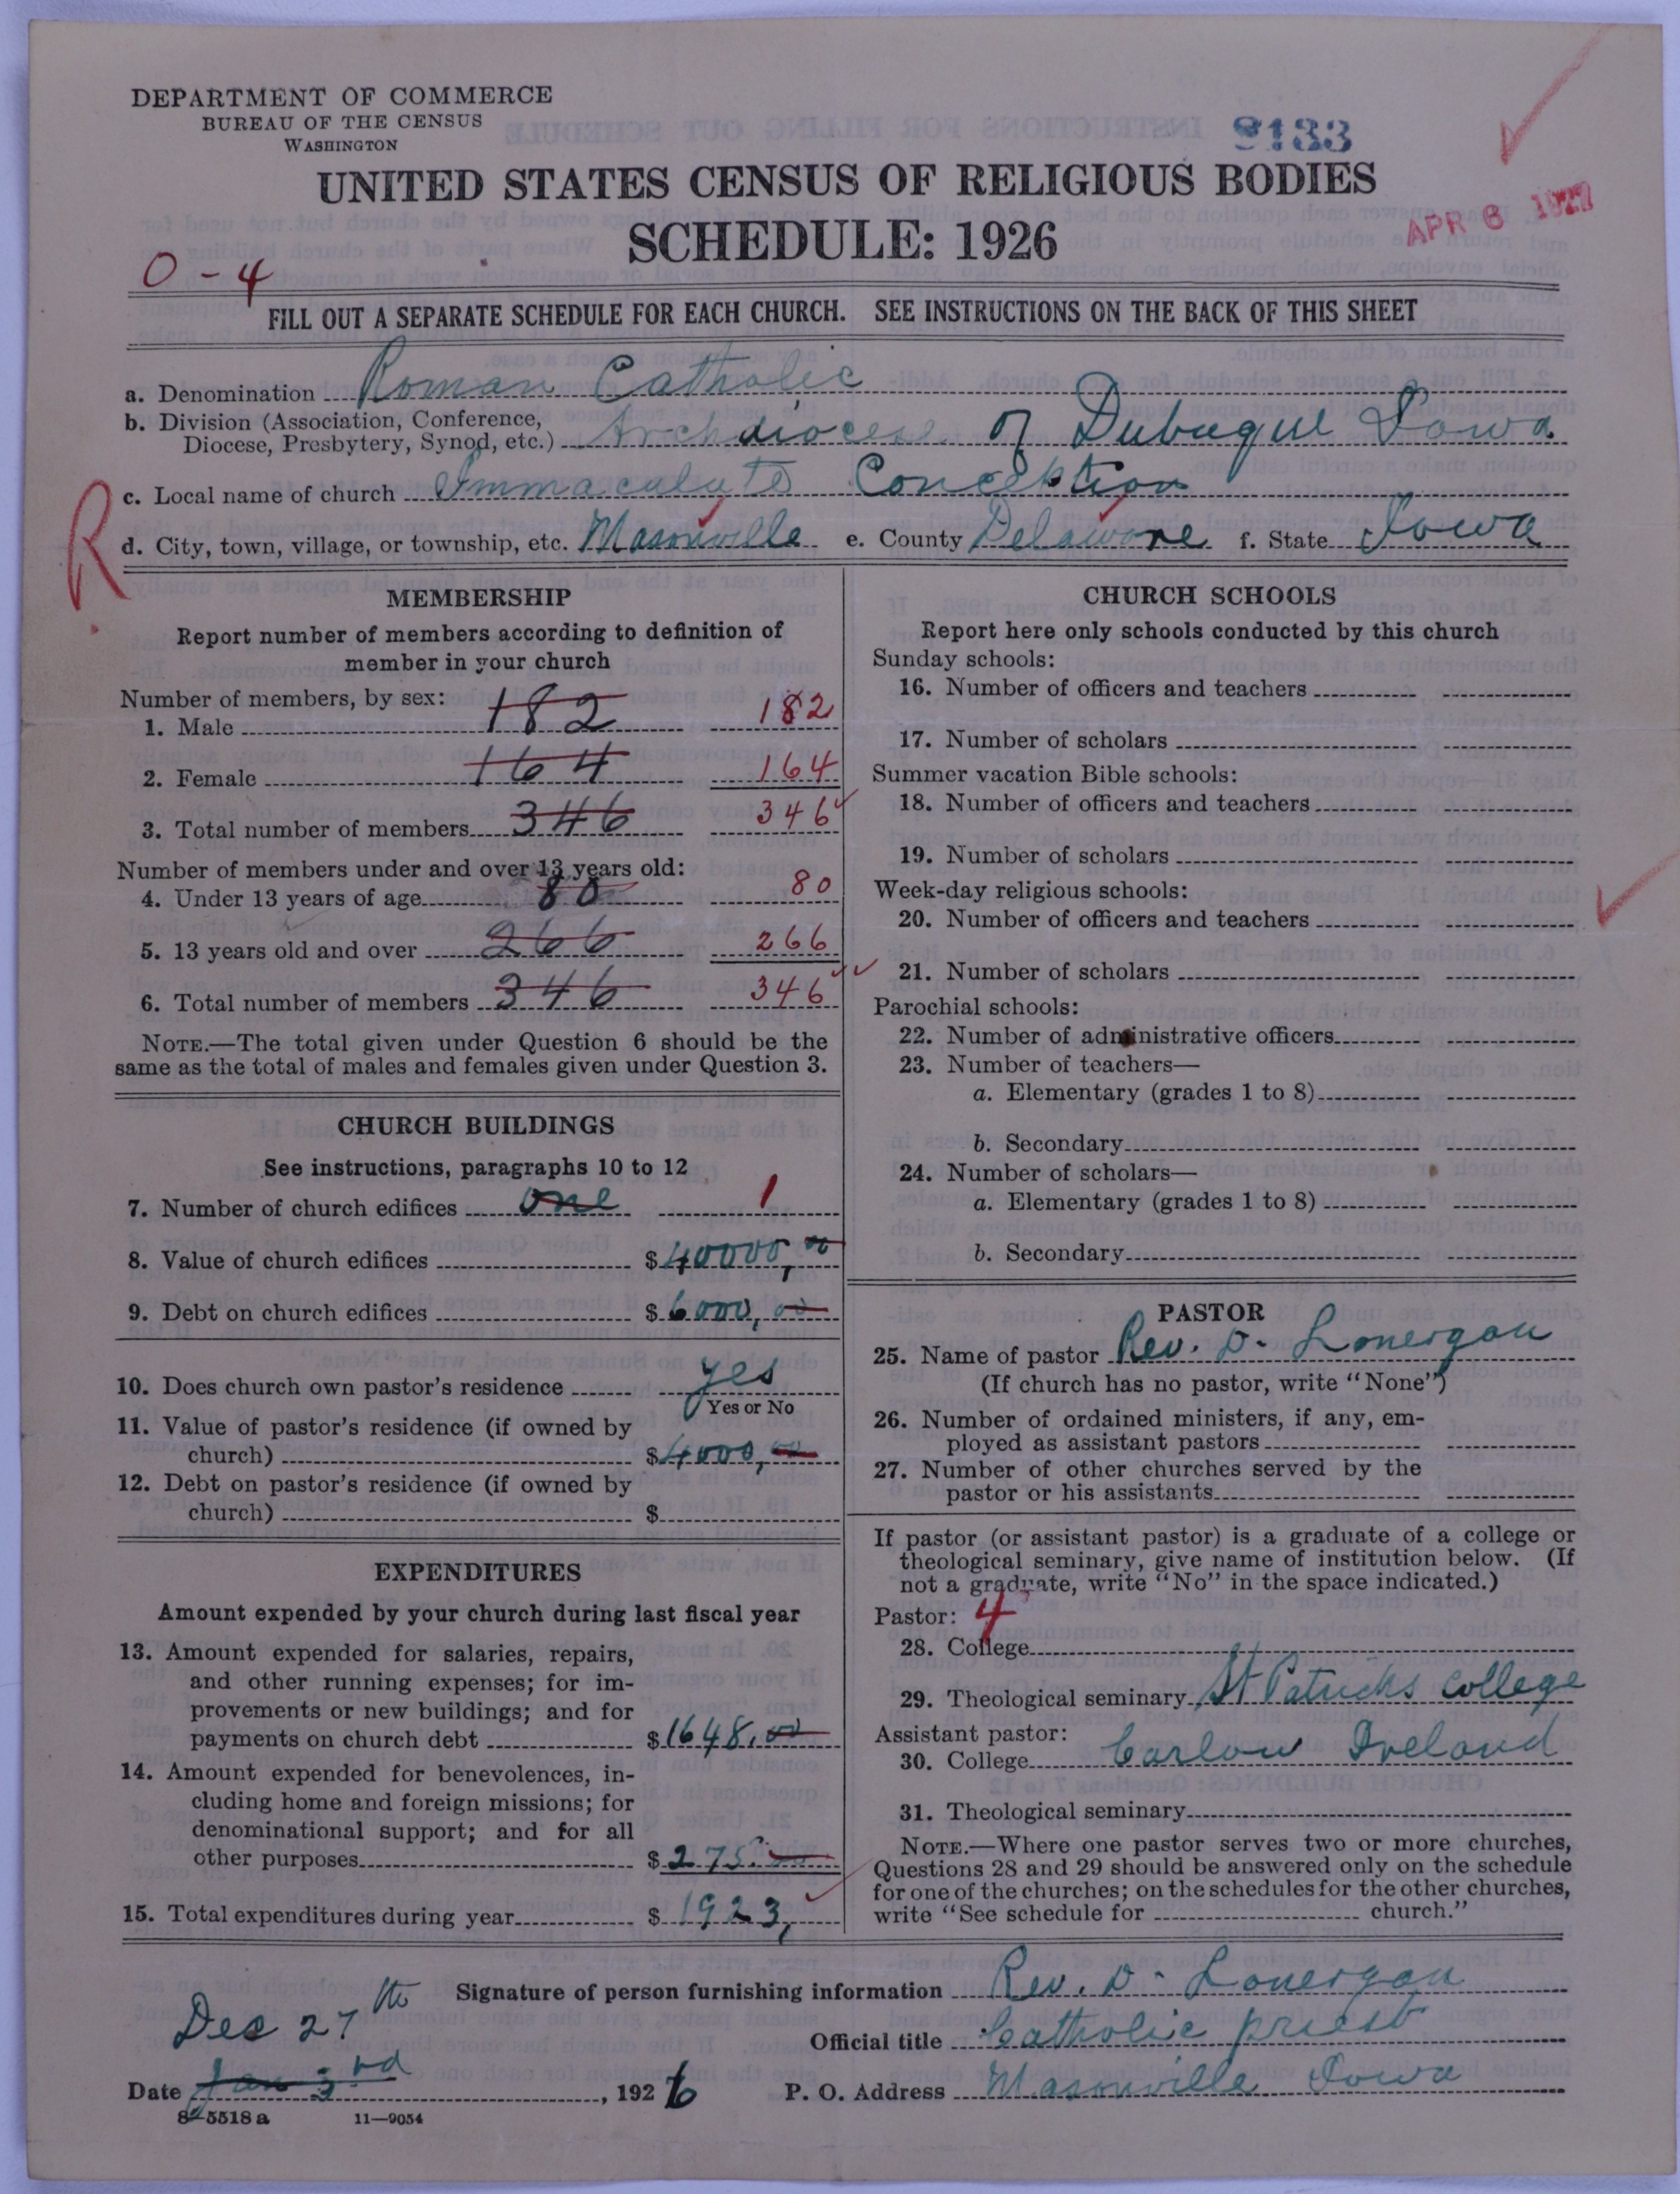 DEPARTMENT OF COMMERCE
BUREAU OF THE CENSUS
WASHINGTON
9133
UNITED STATES CENSUS OF RELIGIOUS BODIES
SCHEDULE: 1926
APR 6 1927
O - 4
FILL OUT A SEPARATE SCHEDULE FOR EACH CHURCH. SEE INSTRUCTIONS ON THE BACK OF THIS SHEET
a. Denomination Roman Catholic
b. Division (Association, Conference,
Diocese, Presbytery, Synod, etc.) Archdiocese of Dubuque Iowa
c. Local name of church Immaculate Conception
R
d. City, town, village, or township, etc. Masonville e. County Delaware f. State Iowa
MEMBERSHIP
Report number of members according to definition of
member in your church
Number of members, by sex:
1. Male 182 182
2. Female 164 164
3. Total number of members 346 346
Number of members under and over 13 years old:
4. Under 13 years of age 80 80
5. 13 years old and over 266 266
6. Total number of members 346 346
NOTE.—The total given under Question 6 should be the
same as the total of males and females given under Question 3.
CHURCH BUILDINGS
See instructions, paragraphs 10 to 12
7. Number of church edifices one 1
8. Value of church edifices $ 40000,00
9. Debt on church edifices $ 6000,00
10. Does church own pastor's residence yes
Yes or No
11. Value of pastor's residence (if owned by
church) $ 4000,00
12. Debt on pastor's residence (if owned by
church) $
EXPENDITURES
Amount expended by your church during last fiscal year
13. Amount expended for salaries, repairs,
and other running expenses; for im-
provements or new buildings; and for
payments on church debt $ 1648.00
14. Amount expended for benevolences, in-
cluding home and foreign missions; for
denominational support; and for all
other purposes $ 275.00
15. Total expenditures during year $ 1923,
CHURCH SCHOOLS
Report here only schools conducted by this church
Sunday schools:
16. Number of officers and teachers
17. Number of scholars
Summer vacation Bible schools:
18. Number of officers and teachers
19. Number of scholars
Week-day religious schools:
20. Number of officers and teachers
21. Number of scholars
Parochial schools:
22. Number of administrative officers
23. Number of teachers—
a. Elementary (grades 1 to 8)
b. Secondary
24. Number of scholars—
a. Elementary (grades 1 to 8)
b. Secondary
PASTOR
25. Name of pastor Rev. D. Lonergan
(If church has no pastor, write "None")
26. Number of ordained ministers, if any, em-
ployed as assistant pastors
27. Number of other churches served by the
pastor or his assistants
If pastor (or assistant pastor) is a graduate of a college or
theological seminary, give name of institution below. (If
not a graduate, write "No" in the space indicated.)
Pastor: 4
28. College
29. Theological seminary St Patricks College
Assistant pastor:
30. College Carlow Ireland
31. Theological seminary
NOTE.—Where one pastor serves two or more churches,
Questions 28 and 29 should be answered only on the schedule
for one of the churches; on the schedules for the other churches,
write "See schedule for church."
Signature of person furnishing information Rev. D. Lonergan
Dec 27th
Official title Catholic priest
Date Jan 3rd, 1926 P. O. Address Masonville Iowa
8-5518 a 11—9054